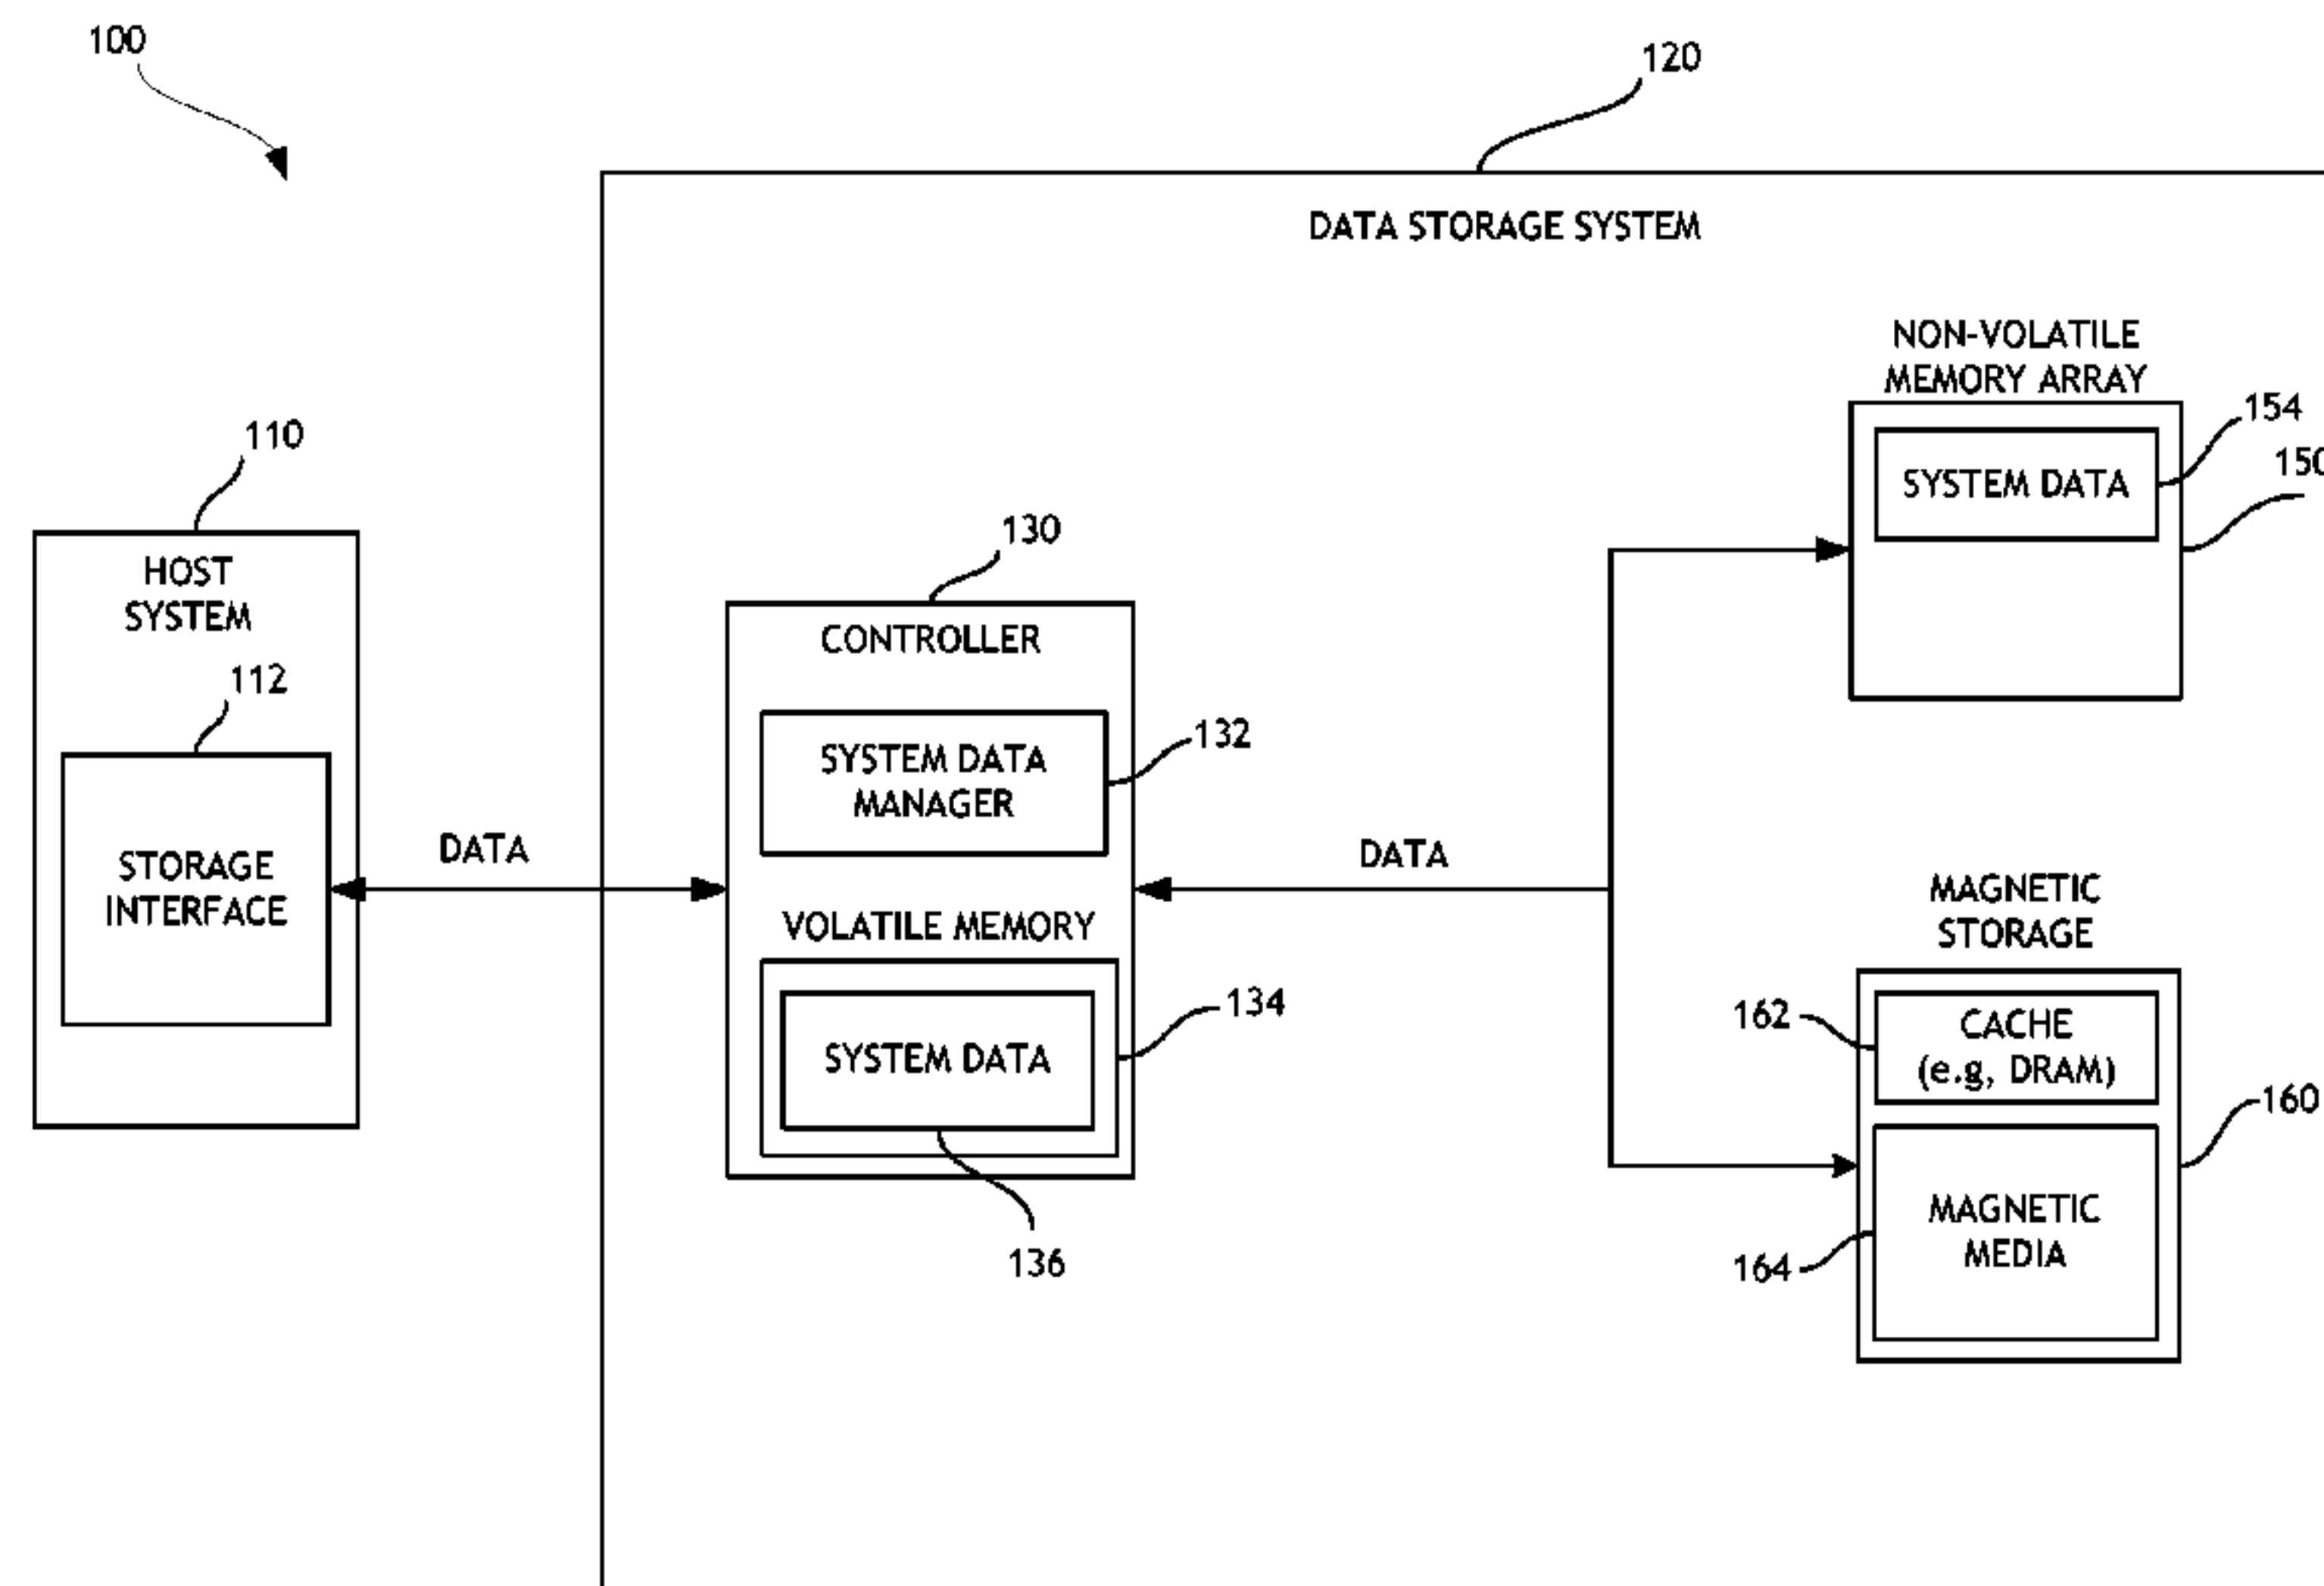 100
120
DATA STORAGE SYSTEM
NON-VOLATILE
MEMORY ARRAY
154
SYSTEM DATA
150
110
HOST
SYSTEM
112
STORAGE
INTERFACE
DATA
130
CONTROLLER
SYSTEM DATA
MANAGER
132
VOLATILE MEMORY
SYSTEM DATA
134
136
DATA
MAGNETIC
STORAGE
162
CACHE
(e.g, DRAM)
160
MAGNETIC
MEDIA
164